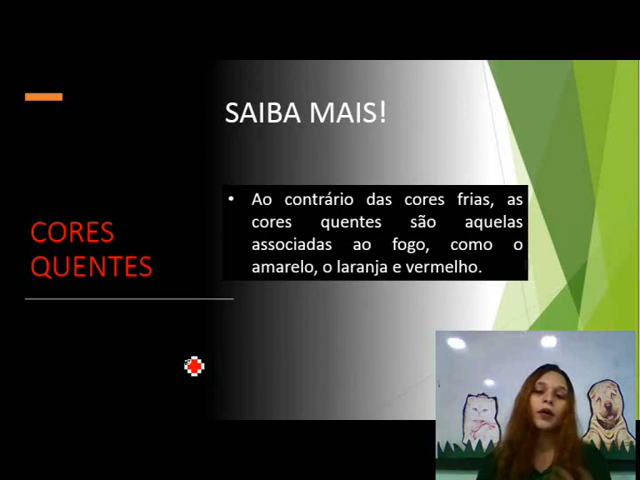 SAIBA MAIS!
CORES
QUENTES
• Ao contrário das cores frias, as
cores quentes são aquelas
associadas ao fogo, como o
amarelo, o laranja e vermelho.